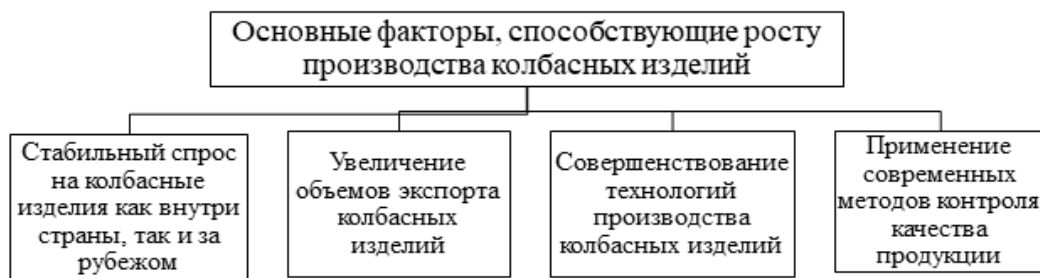 Основные факторы, способствующие росту
производства колбасных изделий
Стабильный спрос
на колбасные
изделия как внутри
страны, так и за
рубежом
Увеличение
объемов экспорта
колбасных
изделий
Совершенствование
технологий
производства
колбасных изделий
Применение
современных
методов контроля
качества
продукции